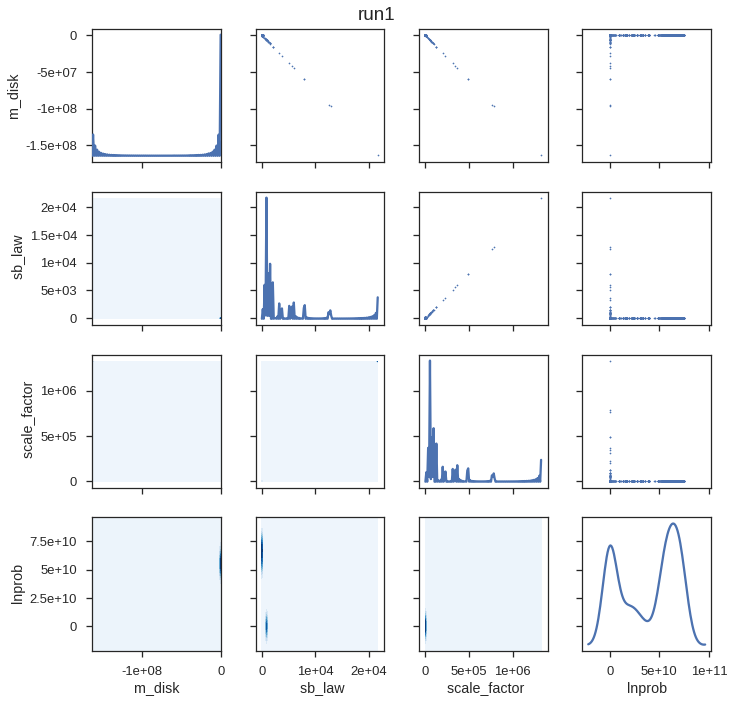 run1
m_disk
0
-5e+07
-1e+08
-1.5e+08
sb_law
2e+04
1.5e+04
1e+04
5e+03
0
scale_factor
1e+06
5e+05
0
lnprob
7.5e+10
5e+10
2.5e+10
0
-1e+08 0 0 1e+04 2e+04 0 5e+05 1e+06 0 5e+10 1e+11
m_disk sb_law scale_factor lnprob